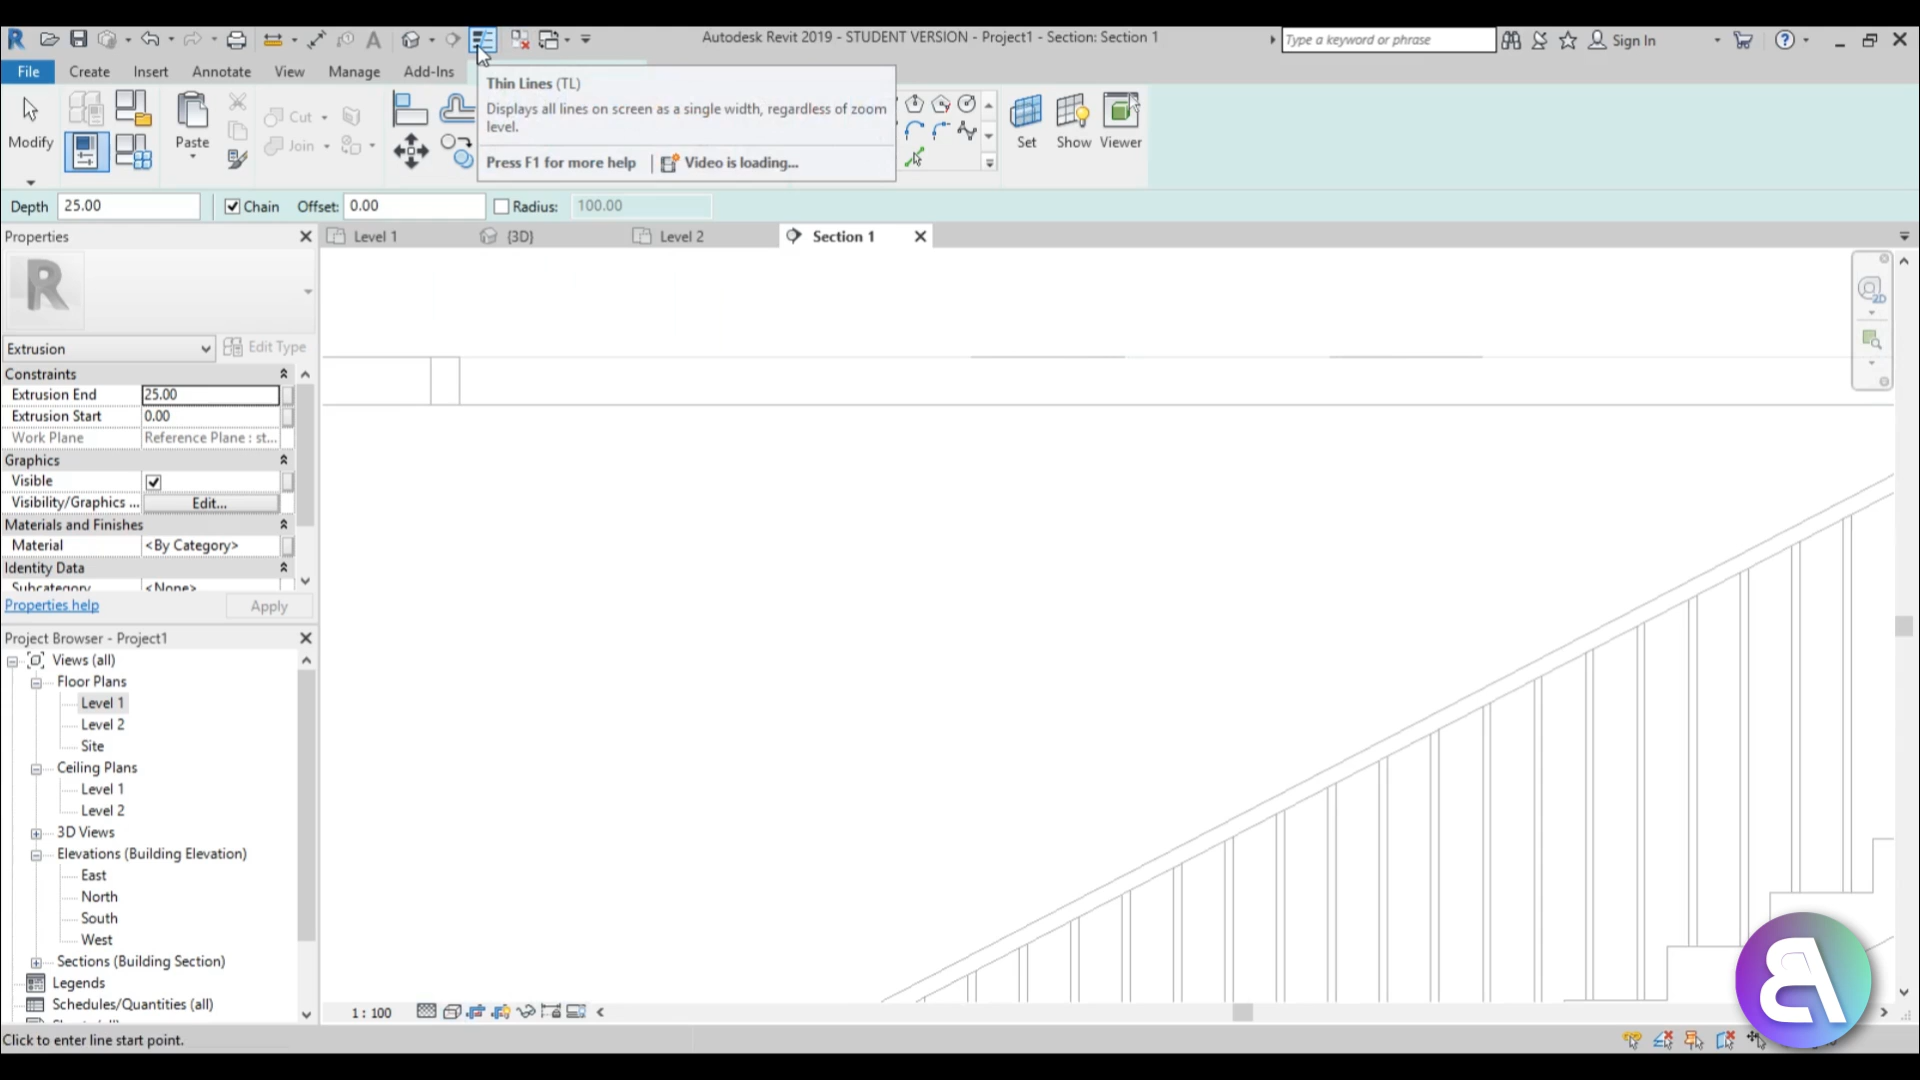 Autodesk Revit 2019 - STUDENT VERSION - Project1 - Section: Section 1
Type a keyword or phrase
Sign In
File Create Insert Annotate View Manage Add-Ins
Thin Lines (TL)
Displays all lines on screen as a single width, regardless of zoom
level.
Press F1 for more help
Video is loading...
Modify
Paste
Cut
Join
Set
Show
Viewer
Depth 25.00 Chain Offset: 0.00 Radius: 100.00
Properties
Level 1 {3D} Level 2 Section 1
R
Extrusion
Edit Type
Constraints
Extrusion End 25.00
Extrusion Start 0.00
Work Plane Reference Plane : st...
Graphics
Visible
Visibility/Graphics ... Edit...
Materials and Finishes
Material <By Category>
Identity Data
Subcategory <None>
Properties help
Apply
Project Browser - Project1
Views (all)
Floor Plans
Level 1
Level 2
Site
Ceiling Plans
Level 1
Level 2
3D Views
Elevations (Building Elevation)
East
North
South
West
Sections (Building Section)
Legends
Schedules/Quantities (all)
1 : 100
Click to enter line start point.